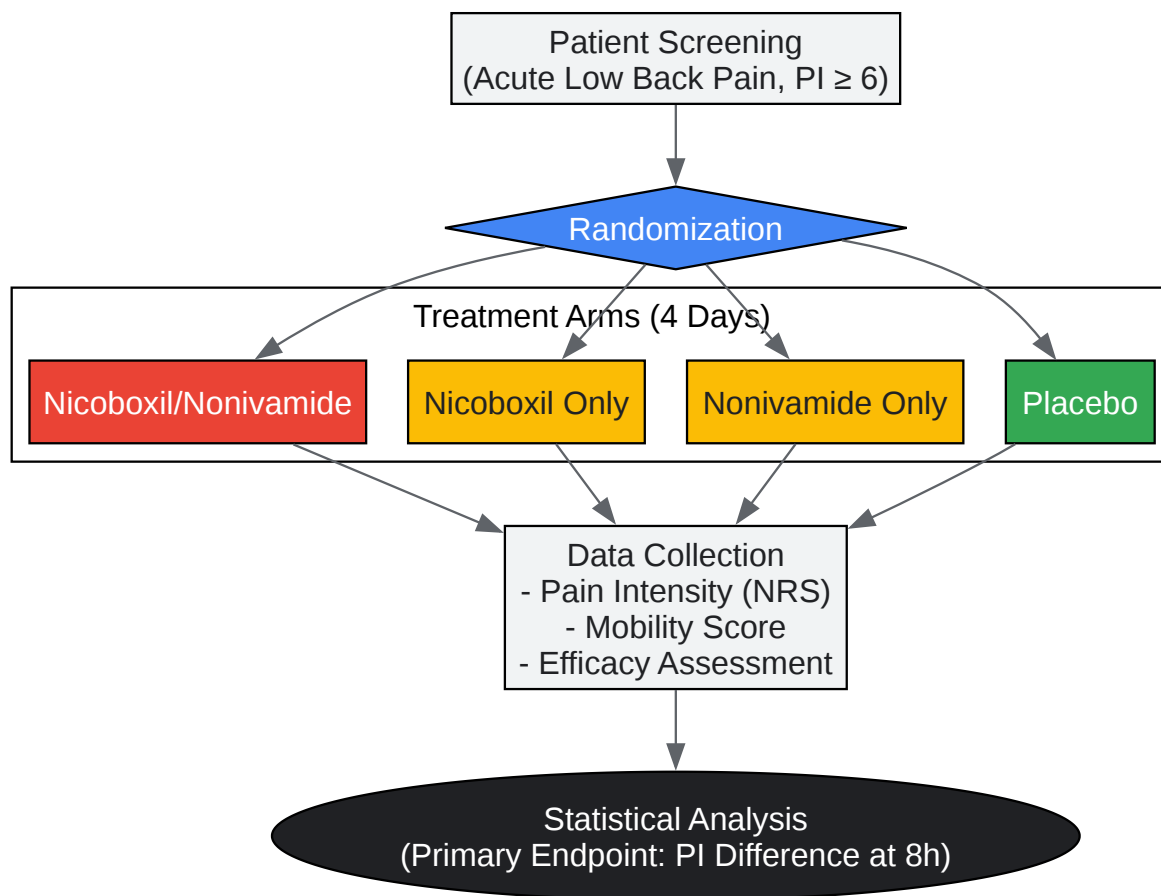 Patient Screening
(Acute Low Back Pain, PI ≥ 6)
Randomization
Treatment Arms (4 Days)
Nicoboxil/Nonivamide
Nicoboxil Only
Nonivamide Only
Placebo
Data Collection
- Pain Intensity (NRS)
- Mobility Score
- Efficacy Assessment
Statistical Analysis
(Primary Endpoint: PI Difference at 8h)